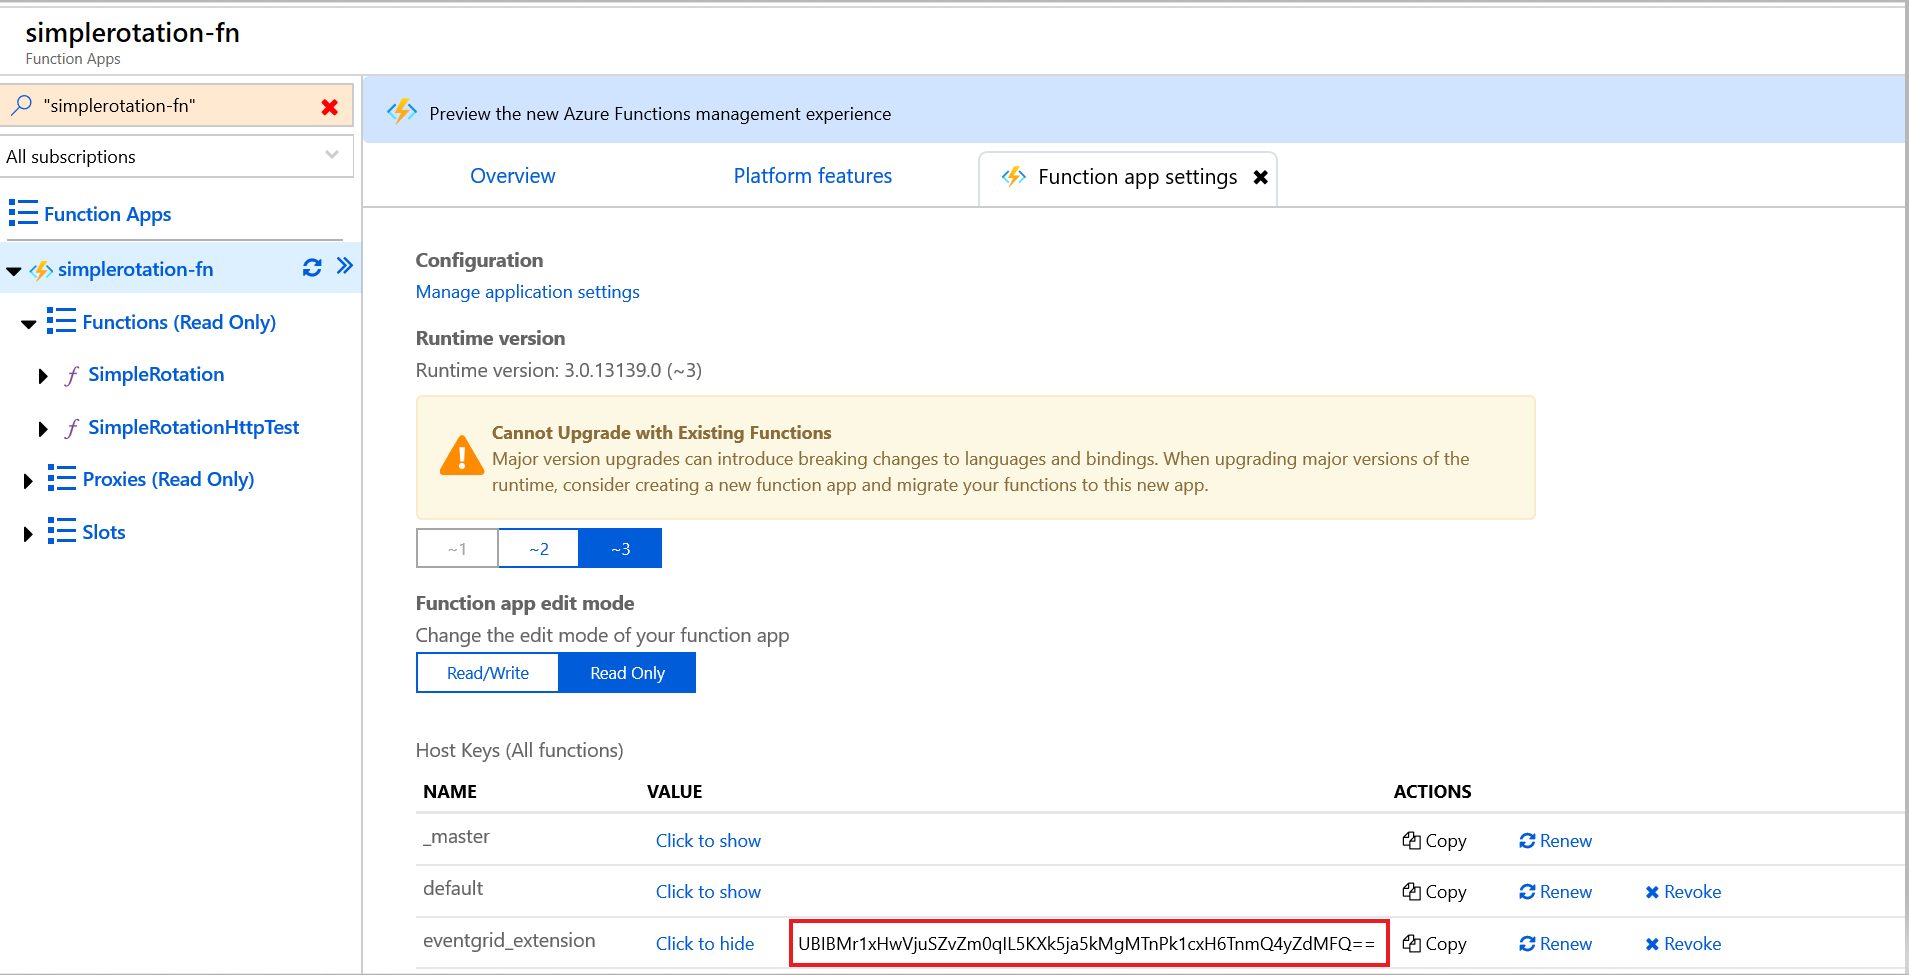 simplerotation-fn
Function Apps
"simplerotation-fn"
All subscriptions
Function Apps
simplerotation-fn
Functions (Read Only)
SimpleRotation
SimpleRotationHttpTest
Proxies (Read Only)
Slots
Preview the new Azure Functions management experience
Overview Platform features Function app settings
Configuration
Manage application settings
Runtime version
Runtime version: 3.0.13139.0 (~3)
Cannot Upgrade with Existing Functions
Major version upgrades can introduce breaking changes to languages and bindings. When upgrading major versions of the
runtime, consider creating a new function app and migrate your functions to this new app.
~1 ~2 ~3
Function app edit mode
Change the edit mode of your function app
Read/Write Read Only
Host Keys (All functions)
NAME VALUE ACTIONS
_master Click to show Copy Renew
default Click to show Copy Renew Revoke
eventgrid_extension Click to hide UBIBMr1xHwVjuSZvZm0qIL5KXk5ja5kMgMTnPk1cxH6TnmQ4yZdMFQ== Copy Renew Revoke